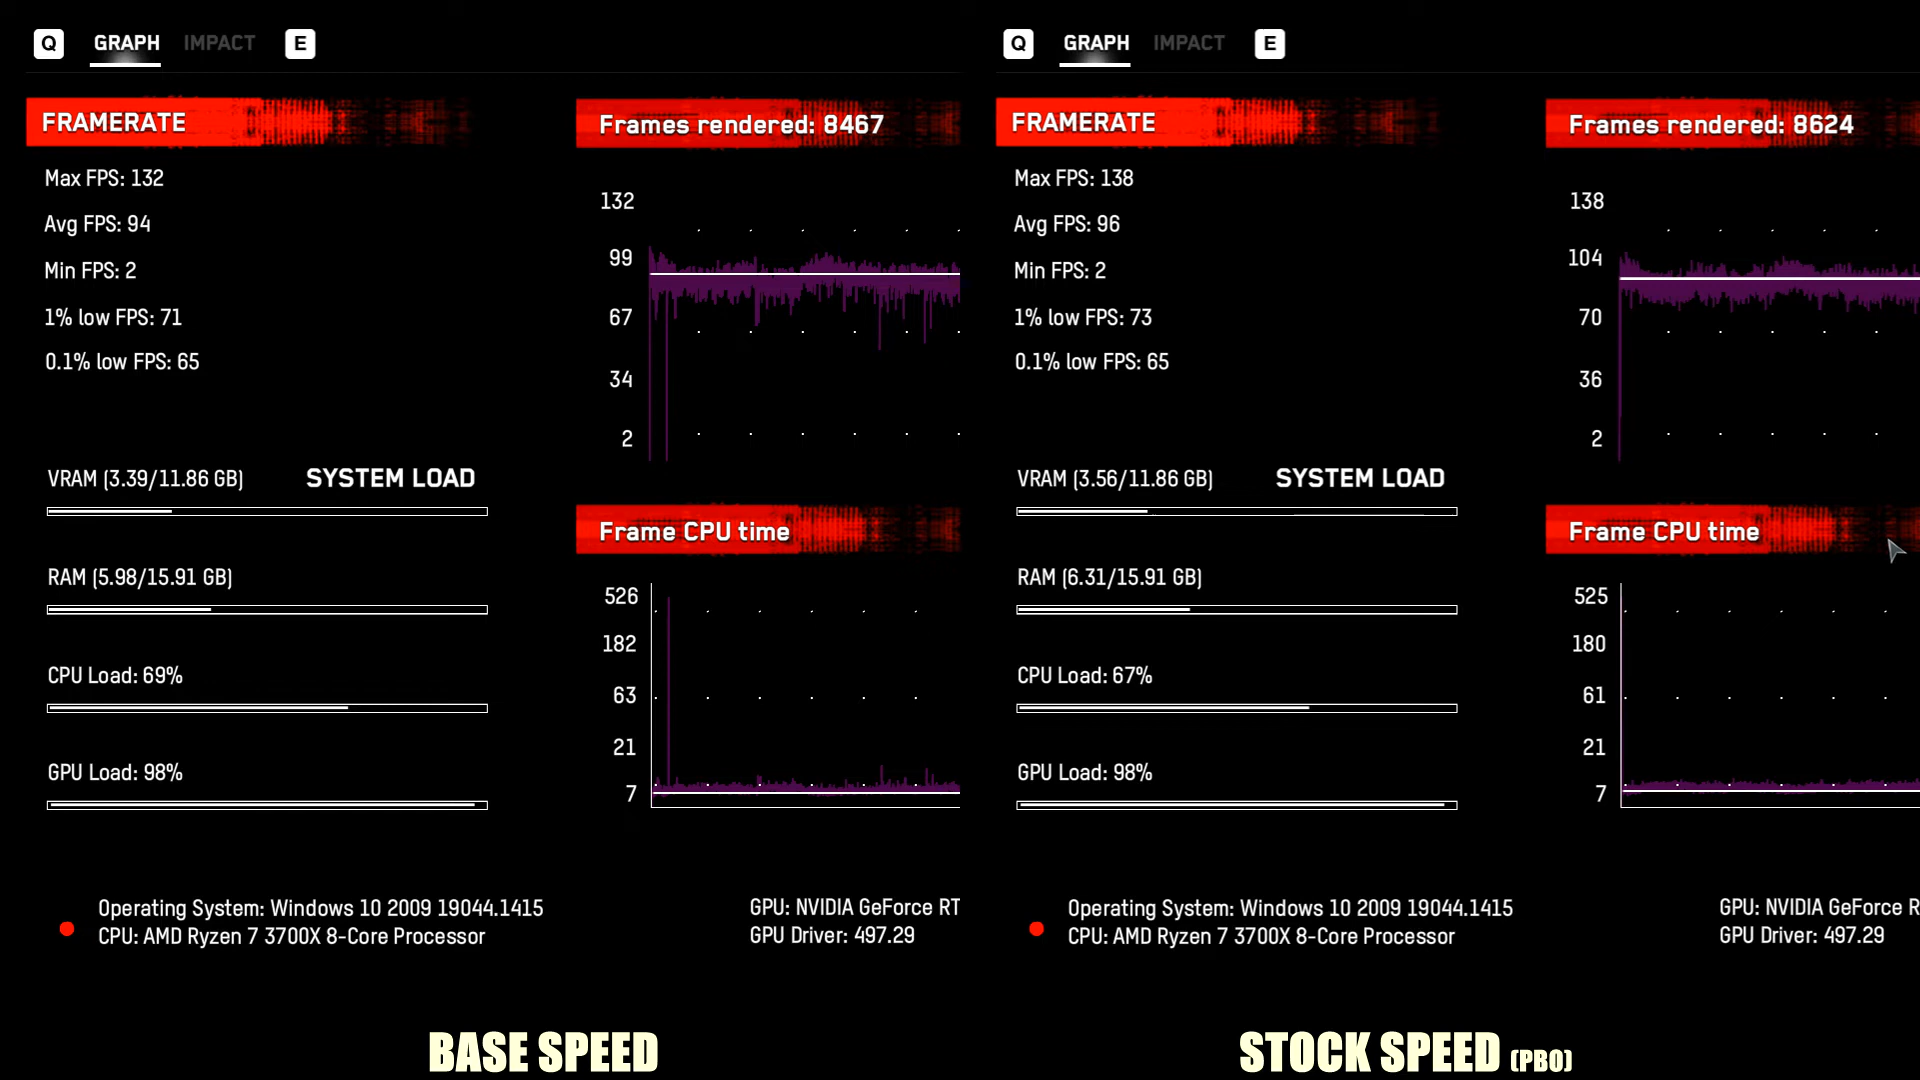 Q GRAPH IMPACT E
FRAMERATE
Max FPS: 132
Avg FPS: 94
Min FPS: 2
1% low FPS: 71
0.1% low FPS: 65
VRAM (3.39/11.86 GB) SYSTEM LOAD
RAM (5.98/15.91 GB)
CPU Load: 69%
GPU Load: 98%
Frames rendered: 8467
132
99
67
34
2
Frame CPU time
526
182
63
21
7
Operating System: Windows 10 2009 19044.1415
CPU: AMD Ryzen 7 3700X 8-Core Processor
GPU: NVIDIA GeForce RT
GPU Driver: 497.29
BASE SPEED
Q GRAPH IMPACT E
FRAMERATE
Max FPS: 138
Avg FPS: 96
Min FPS: 2
1% low FPS: 73
0.1% low FPS: 65
VRAM (3.56/11.86 GB) SYSTEM LOAD
RAM (6.31/15.91 GB)
CPU Load: 67%
GPU Load: 98%
Frames rendered: 8624
138
104
70
36
2
Frame CPU time
525
180
61
21
7
Operating System: Windows 10 2009 19044.1415
CPU: AMD Ryzen 7 3700X 8-Core Processor
GPU: NVIDIA GeForce R
GPU Driver: 497.29
STOCK SPEED (PBO)